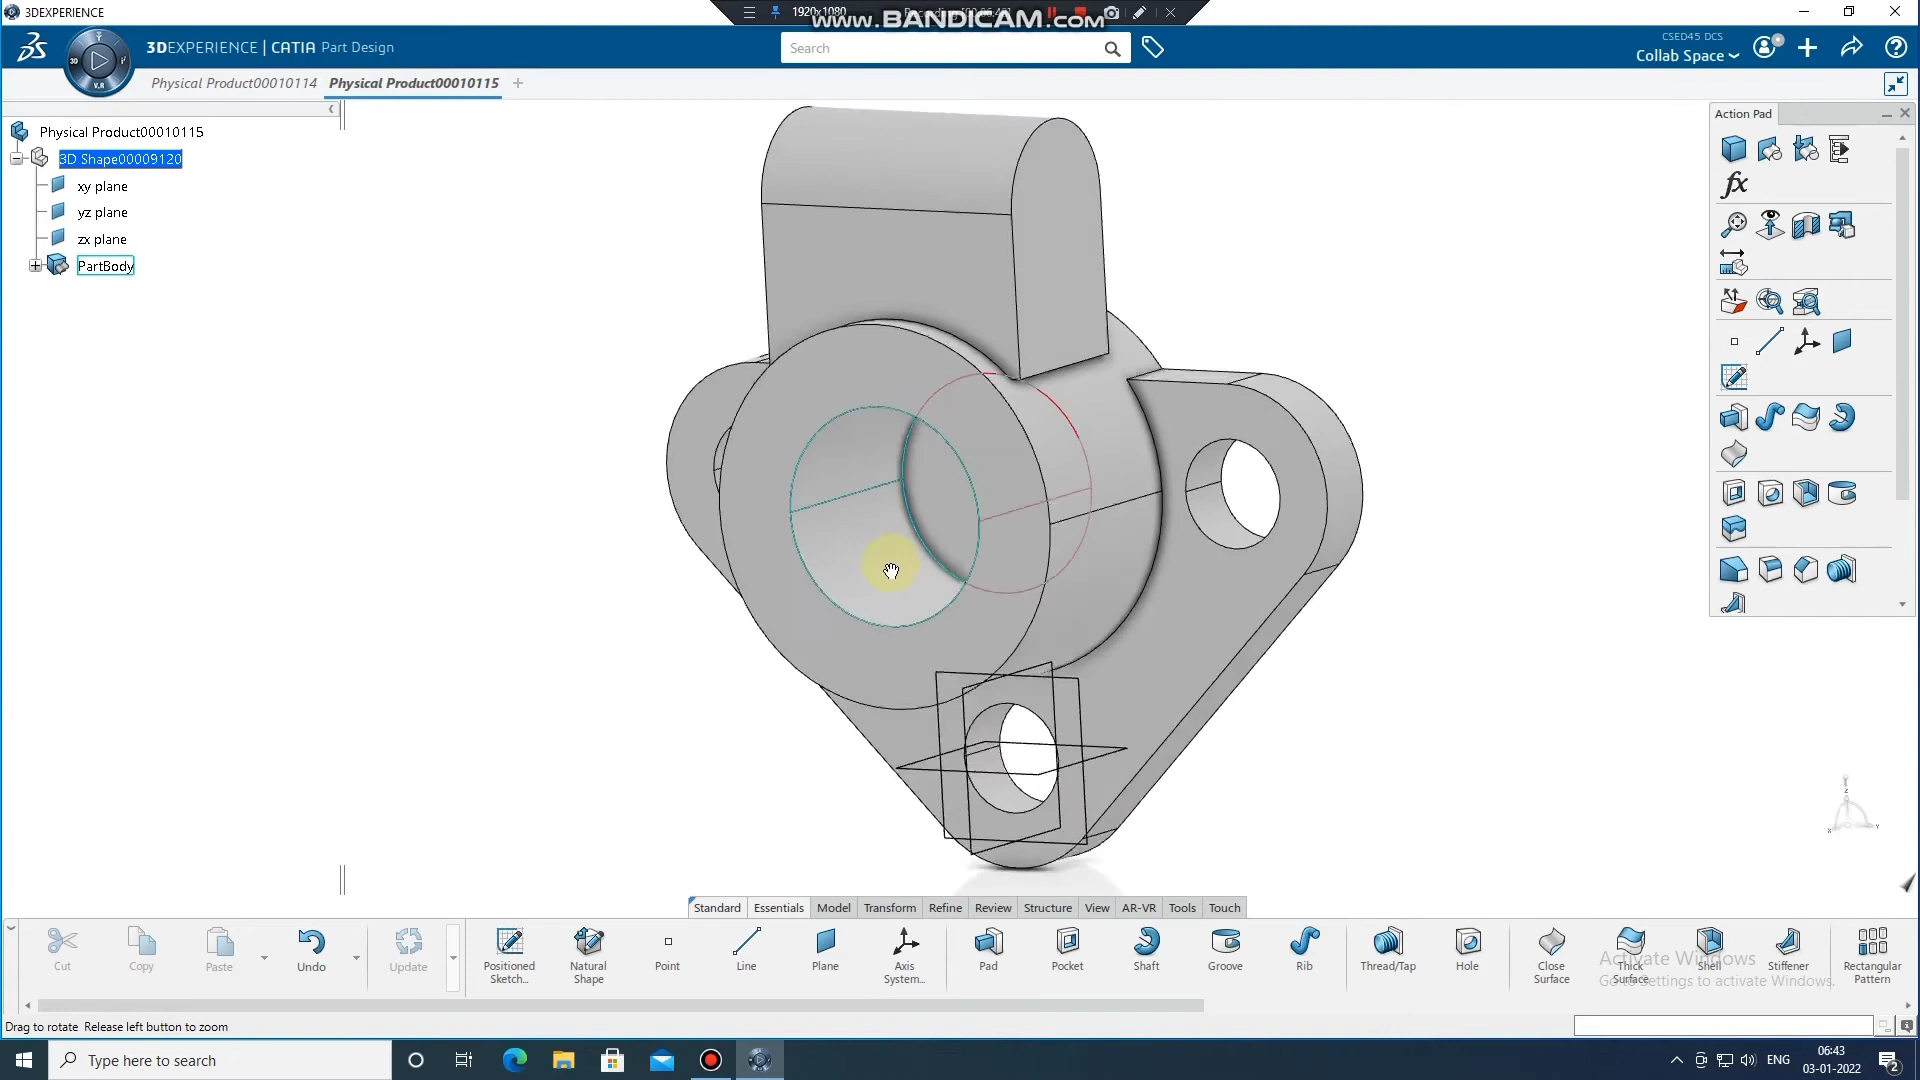 3DEXPERIENCE
1920x1080
www.BANDICAM.com
3DEXPERIENCE | CATIA Part Design
Search
CSED45 DCS
Collab Space
3D
V.R
Physical Product00010114
Physical Product00010115
Physical Product00010115
3D Shape00009120
xy plane
yz plane
zx plane
PartBody
Action Pad
fx
Standard
Essentials
Model
Transform
Refine
Review
Structure
View
AR-VR
Tools
Touch
Cut
Copy
Paste
Undo
Update
Positioned Sketch...
Natural Shape
Point
Line
Plane
Axis System...
Pad
Pocket
Shaft
Groove
Rib
Thread/Tap
Hole
Close Surface
Thick Surface
Shell
Stiffener
Rectangular Pattern
Activate Windows
Go to Settings to activate Windows.
Drag to rotate Release left button to zoom
Type here to search
ENG
06:43
03-01-2022
2